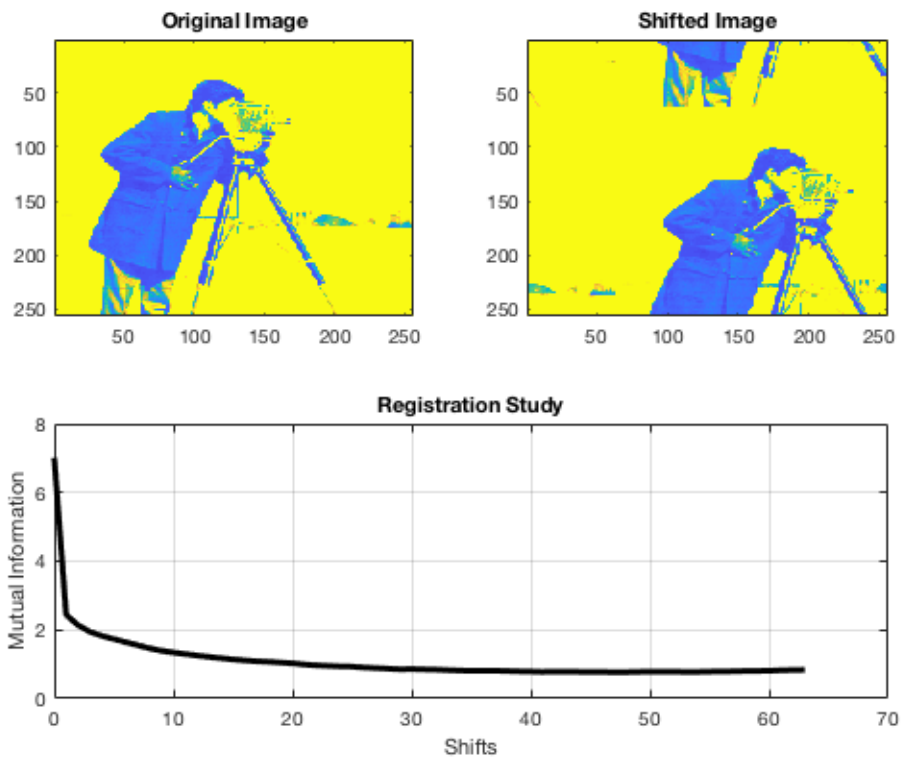 Original Image
50
100
150
200
250
50 100 150 200 250
Shifted Image
50
100
150
200
250
50 100 150 200 250
Registration Study
Mutual Information
8
6
4
2
0
0 10 20 30 40 50 60 70
Shifts